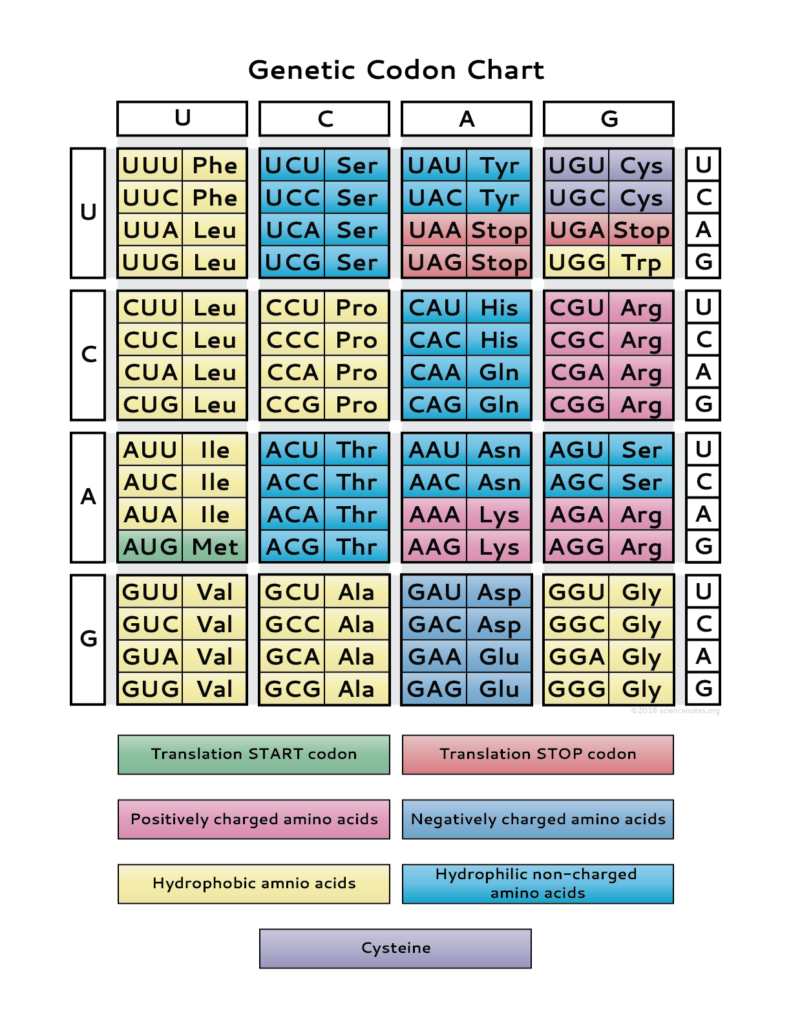 Genetic Codon Chart
U C A G
U
UUU Phe UCU Ser UAU Tyr UGU Cys U
UUC Phe UCC Ser UAC Tyr UGC Cys C
UUA Leu UCA Ser UAA Stop UGA Stop A
UUG Leu UCG Ser UAG Stop UGG Trp G
C
CUU Leu CCU Pro CAU His CGU Arg U
CUC Leu CCC Pro CAC His CGC Arg C
CUA Leu CCA Pro CAA Gln CGA Arg A
CUG Leu CCG Pro CAG Gln CGG Arg G
A
AUU Ile ACU Thr AAU Asn AGU Ser U
AUC Ile ACC Thr AAC Asn AGC Ser C
AUA Ile ACA Thr AAA Lys AGA Arg A
AUG Met ACG Thr AAG Lys AGG Arg G
G
GUU Val GCU Ala GAU Asp GGU Gly U
GUC Val GCC Ala GAC Asp GGC Gly C
GUA Val GCA Ala GAA Glu GGA Gly A
GUG Val GCG Ala GAG Glu GGG Gly G
©2018 sciencenotes.org
Translation START codon
Translation STOP codon
Positively charged amino acids
Negatively charged amino acids
Hydrophobic amnio acids
Hydrophilic non-charged
amino acids
Cysteine